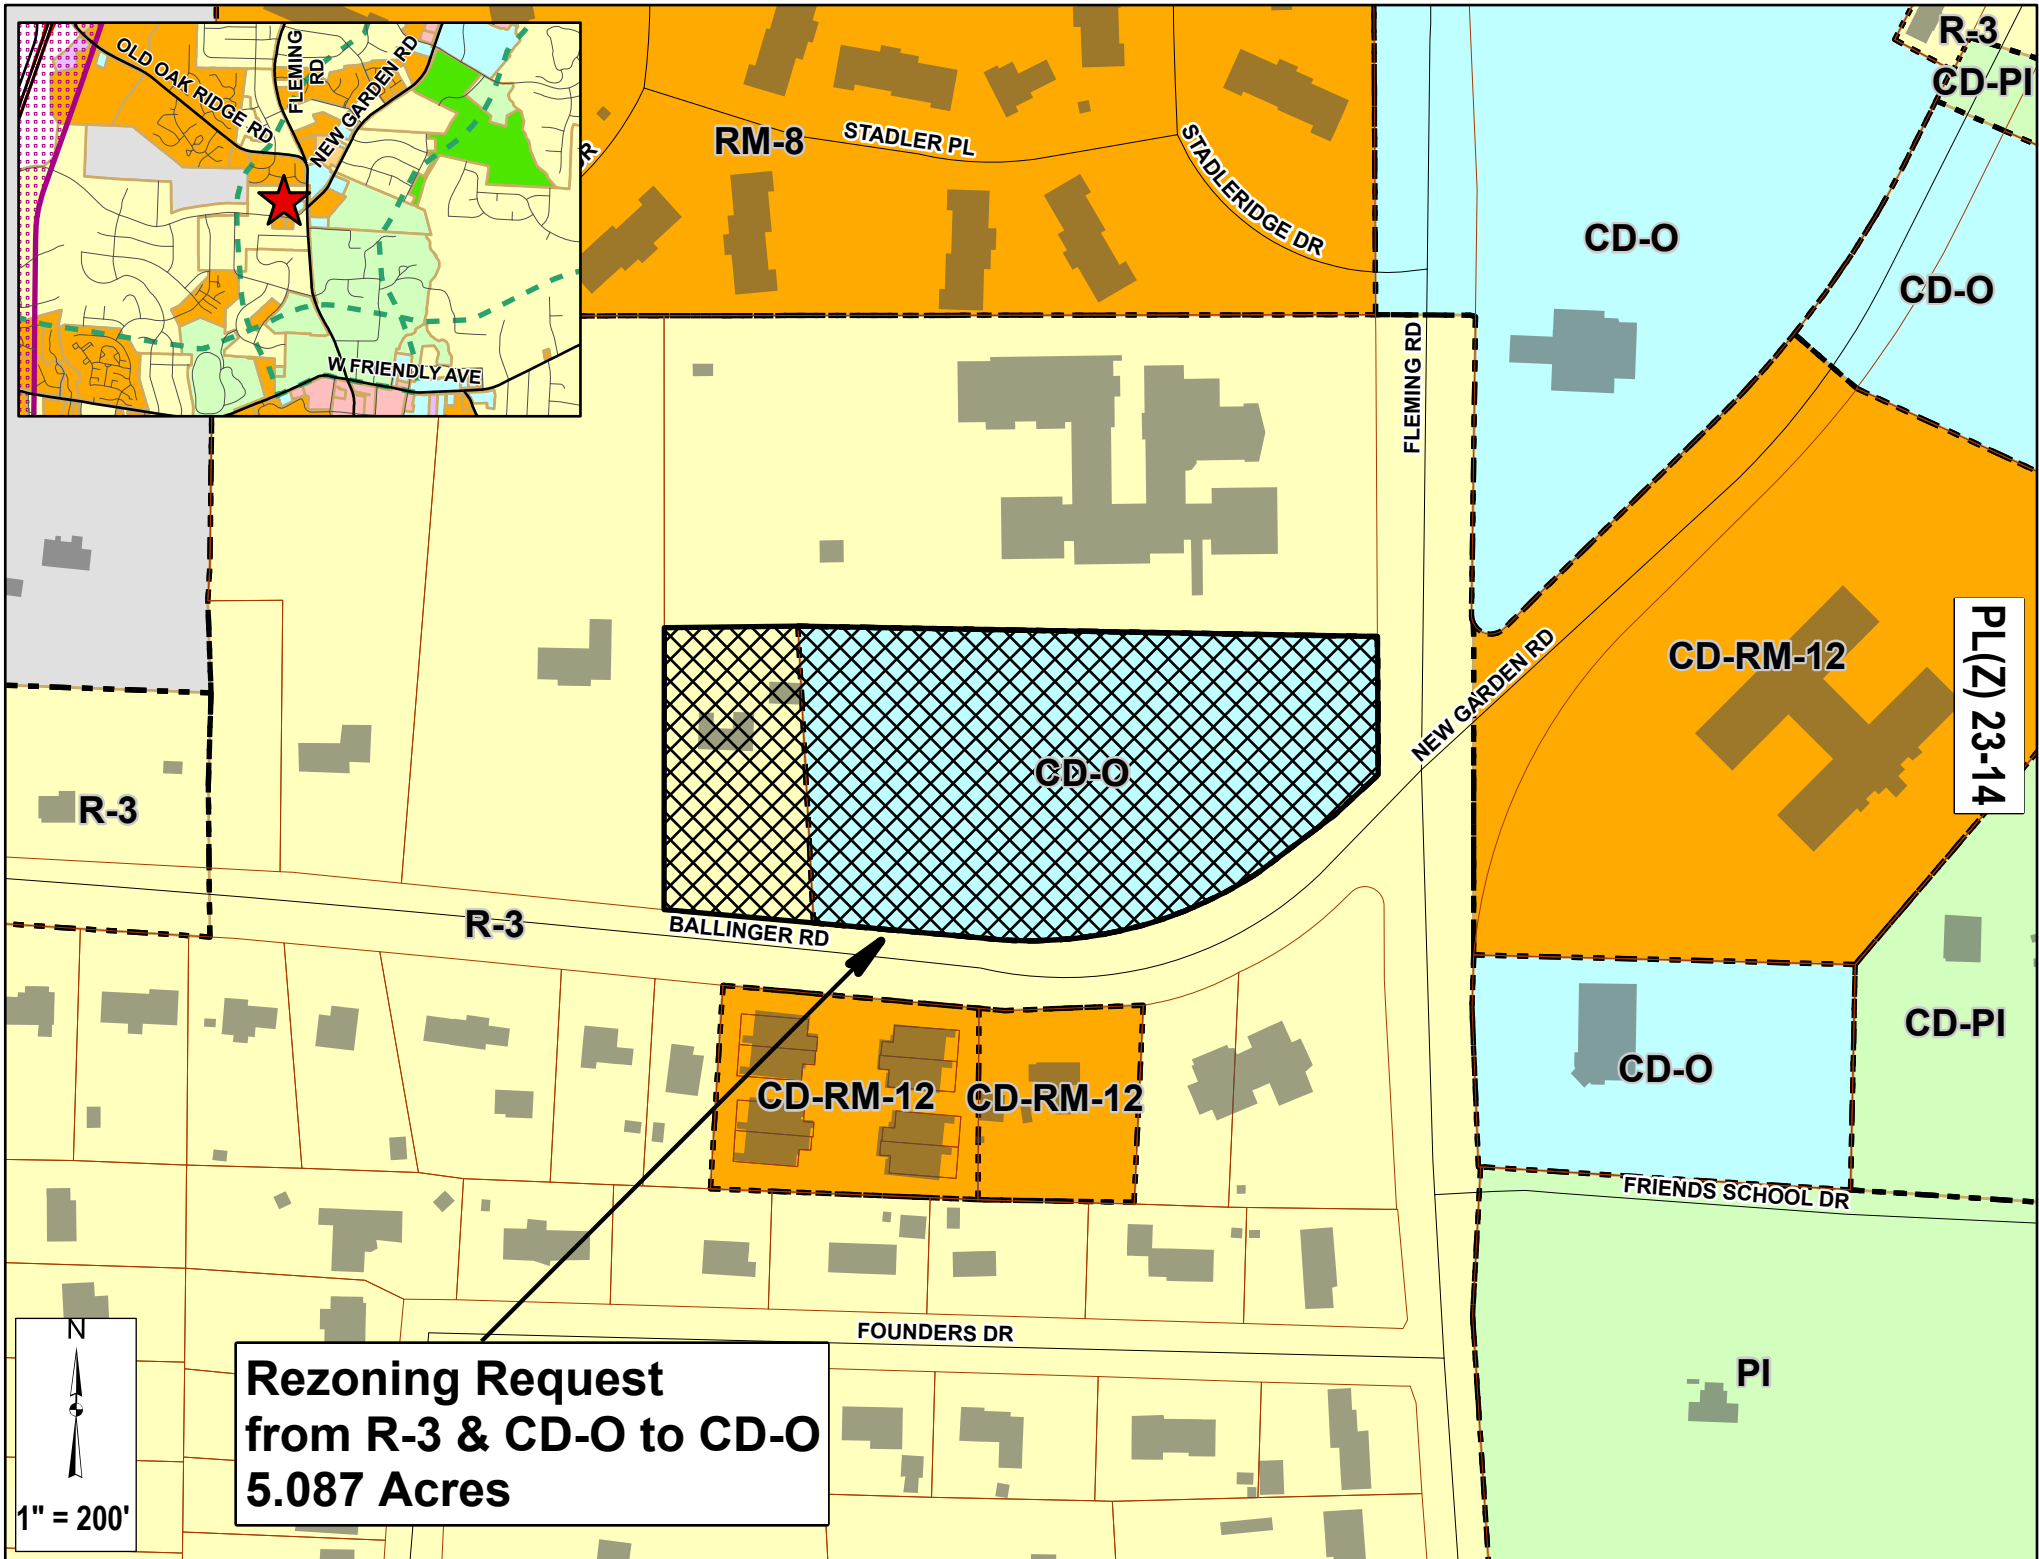 OLD OAK RIDGE RD
FLEMING
RD
NEW GARDEN RD
W FRIENDLY AVE
RM-8
STADLER PL
STADLERIDGE DR
R-3
CD-PI
CD-O
CD-O
FLEMING RD
CD-RM-12
PL(Z) 23-14
NEW GARDEN RD
CD-O
R-3
R-3
BALLINGER RD
CD-RM-12
CD-RM-12
CD-O
CD-PI
FRIENDS SCHOOL DR
FOUNDERS DR
PI
N
1" = 200'
Rezoning Request
from R-3 & CD-O to CD-O
5.087 Acres